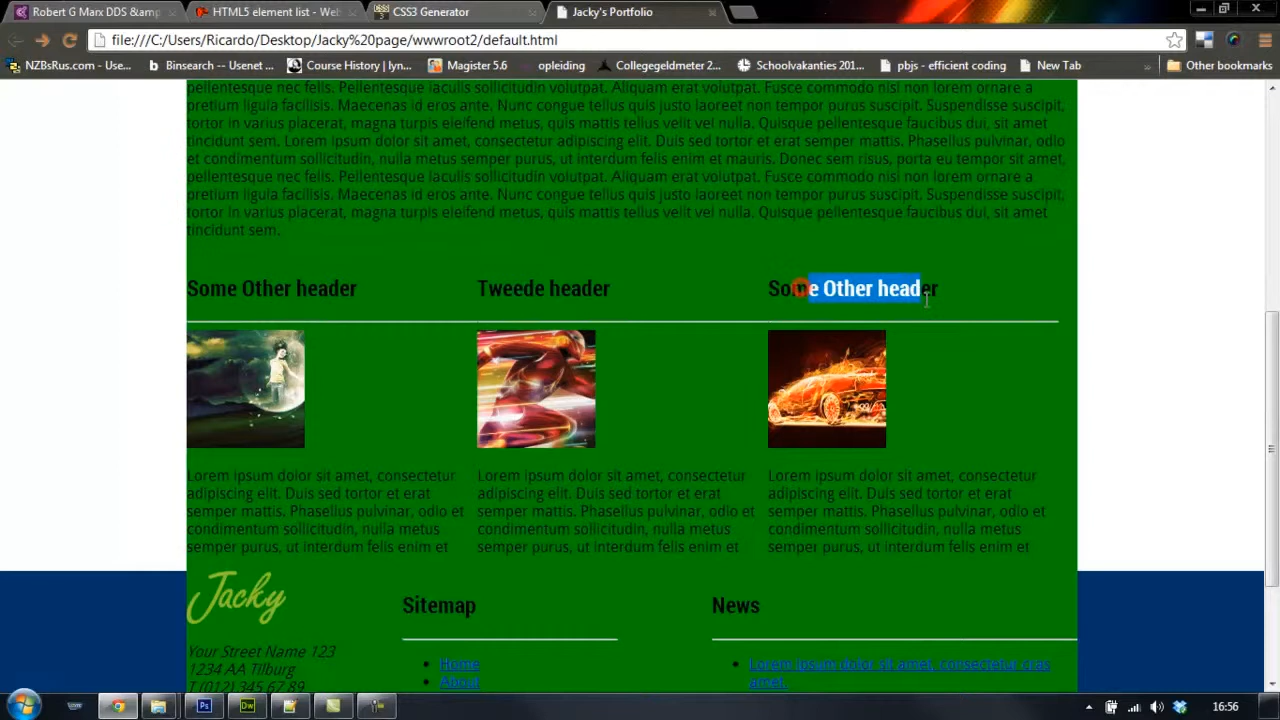 Robert G Marx DDS &amp
HTML5 element list - Web
CSS3 Generator
Jacky's Portfolio
file:///C:/Users/Ricardo/Desktop/Jacky%20page/wwwroot2/default.html
NZBsRus.com - Use...
Binsearch -- Usenet ...
Course History | lyn...
Magister 5.6
opleiding
Collegegeldmeter 2...
Schoolvakanties 201...
pbjs - efficient coding
New Tab
»
Other bookmarks
pellentesque nec felis. Pellentesque iaculis sollicitudin volutpat. Aliquam erat volutpat. Fusce commodo nisl non lorem ornare a
pretium ligula facilisis. Maecenas id eros ante. Nunc congue tellus quis justo laoreet non tempor purus suscipit. Suspendisse suscipit,
tortor in varius placerat, magna turpis eleifend metus, quis mattis tellus velit vel nulla. Quisque pellentesque faucibus dui, sit amet
tincidunt sem. Lorem ipsum dolor sit amet, consectetur adipiscing elit. Duis sed tortor et erat semper mattis. Phasellus pulvinar, odio
et condimentum sollicitudin, nulla metus semper purus, ut interdum felis enim et mauris. Donec sem risus, porta eu tempor sit amet,
pellentesque nec felis. Pellentesque iaculis sollicitudin volutpat. Aliquam erat volutpat. Fusce commodo nisl non lorem ornare a
pretium ligula facilisis. Maecenas id eros ante. Nunc congue tellus quis justo laoreet non tempor purus suscipit. Suspendisse suscipit,
tortor in varius placerat, magna turpis eleifend metus, quis mattis tellus velit vel nulla. Quisque pellentesque faucibus dui, sit amet
tincidunt sem.
Some Other header
Tweede header
Some Other header
Lorem ipsum dolor sit amet, consectetur
adipiscing elit. Duis sed tortor et erat
semper mattis. Phasellus pulvinar, odio et
condimentum sollicitudin, nulla metus
semper purus, ut interdum felis enim et
Lorem ipsum dolor sit amet, consectetur
adipiscing elit. Duis sed tortor et erat
semper mattis. Phasellus pulvinar, odio et
condimentum sollicitudin, nulla metus
semper purus, ut interdum felis enim et
Lorem ipsum dolor sit amet, consectetur
adipiscing elit. Duis sed tortor et erat
semper mattis. Phasellus pulvinar, odio et
condimentum sollicitudin, nulla metus
semper purus, ut interdum felis enim et
Jacky
Your Street Name 123
1234 AA Tilburg
T (012) 345 67 89
Sitemap
Home
About
News
Lorem ipsum dolor sit amet, consectetur cras
amet.
Ps
Dw
16:56